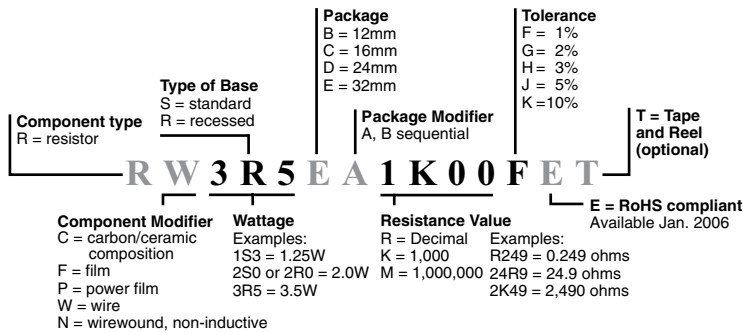 Component type
R = resistor
Type of Base
S = standard
R = recessed
Package
B = 12mm
C = 16mm
D = 24mm
E = 32mm
Package Modifier
A, B sequential
Tolerance
F = 1%
G = 2%
H = 3%
J = 5%
K =10%
T = Tape
and Reel
(optional)
R W 3 R 5 E A 1 K 0 0 F E T
Component Modifier
C = carbon/ceramic
composition
F = film
P = power film
W = wire
N = wirewound, non-inductive
Wattage
Examples:
1S3 = 1.25W
2S0 or 2R0 = 2.0W
3R5 = 3.5W
Resistance Value
R = Decimal
K = 1,000
M = 1,000,000
Examples:
R249 = 0.249 ohms
24R9 = 24.9 ohms
2K49 = 2,490 ohms
E = RoHS compliant
Available Jan. 2006